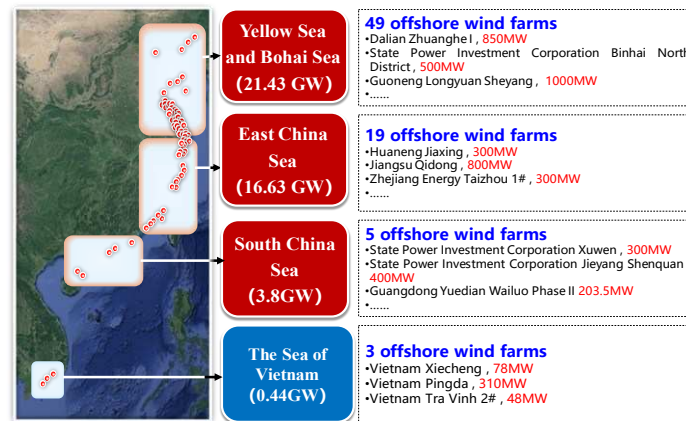 Yellow Sea
and Bohai Sea
(21.43 GW)
49 offshore wind farms
•Dalian Zhuanghe Ⅰ , 850MW
•State Power Investment Corporation Binhai North
District , 500MW
•Guoneng Longyuan Sheyang , 1000MW
•......
East China
Sea
(16.63 GW)
19 offshore wind farms
•Huaneng Jiaxing , 300MW
•Jiangsu Qidong , 800MW
•Zhejiang Energy Taizhou 1# , 300MW
•......
South China
Sea
(3.8GW)
5 offshore wind farms
•State Power Investment Corporation Xuwen , 300MW
•State Power Investment Corporation Jieyang Shenquan
400MW
•Guangdong Yuedian Wailuo Phase Ⅱ 203.5MW
•......
The Sea of
Vietnam
(0.44GW)
3 offshore wind farms
•Vietnam Xiecheng , 78MW
•Vietnam Pingda , 310MW
•Vietnam Tra Vinh 2# , 48MW